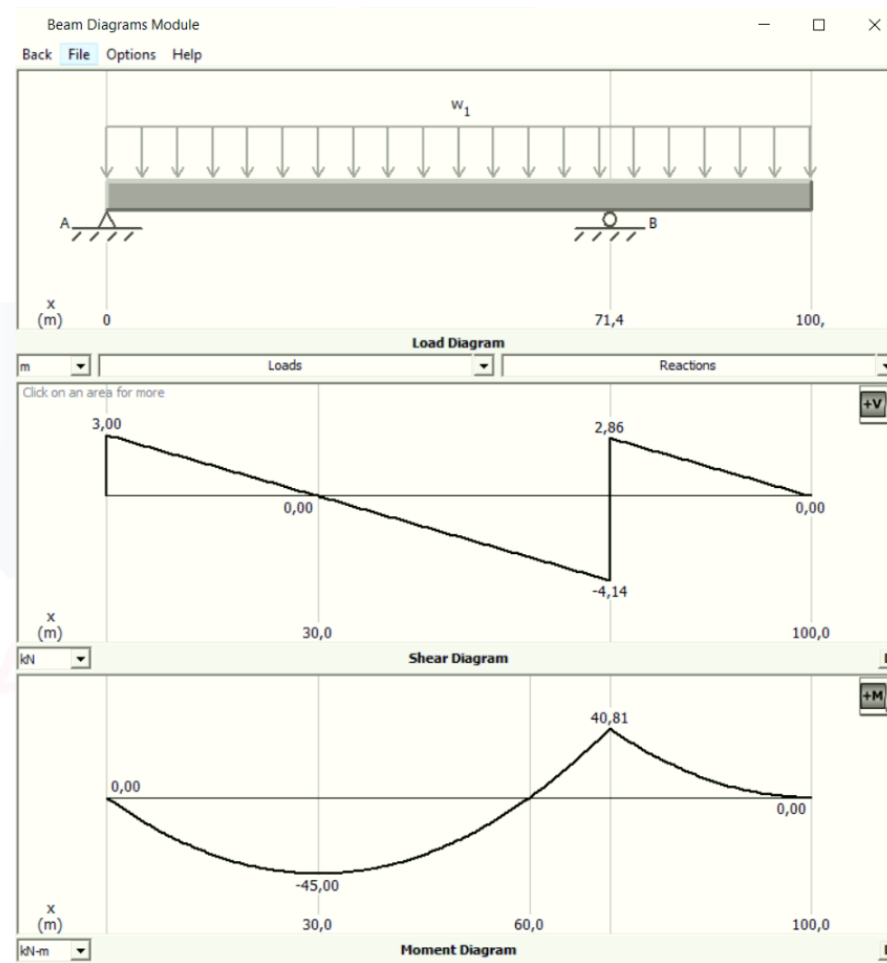 Beam Diagrams Module
Back File Options Help
w1
A
B
x
(m) 0 71,4 100,
Load Diagram
m Loads Reactions
Click on an area for more
+V
3,00
2,86
0,00
0,00
-4,14
x
(m) 30,0 100,0
kN Shear Diagram
+M
40,81
0,00
0,00
-45,00
x
(m) 30,0 60,0 100,0
kN-m Moment Diagram